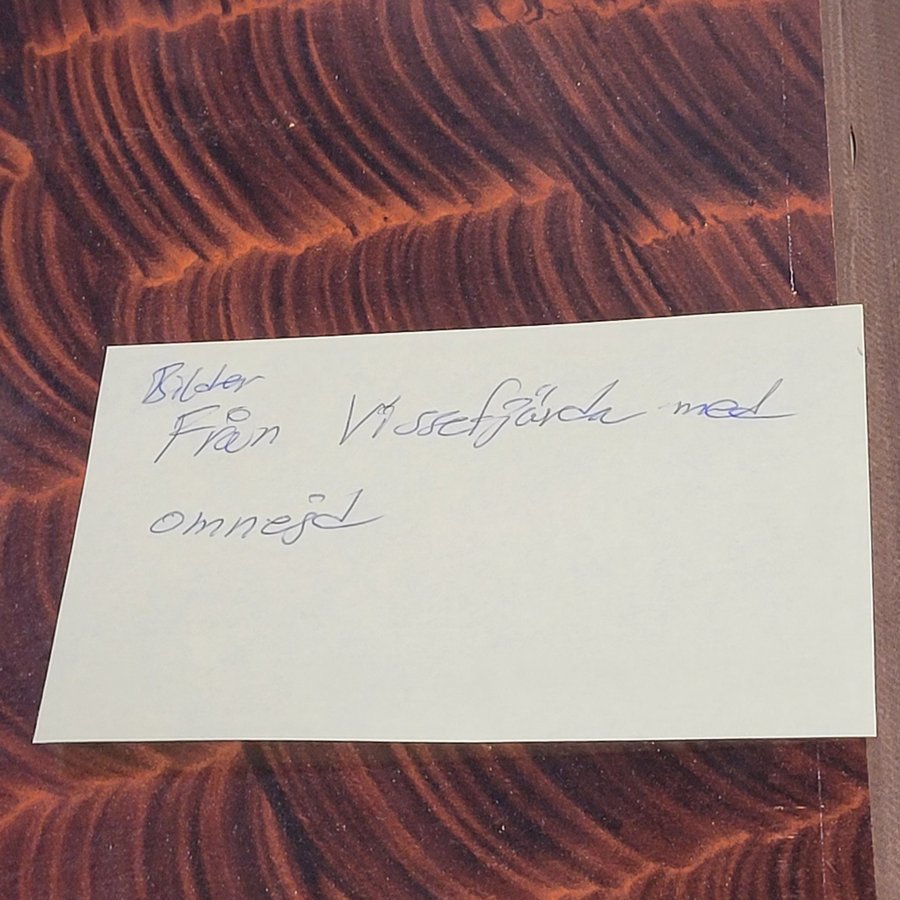 Bilder
Från Vissefjärda med
omnejd